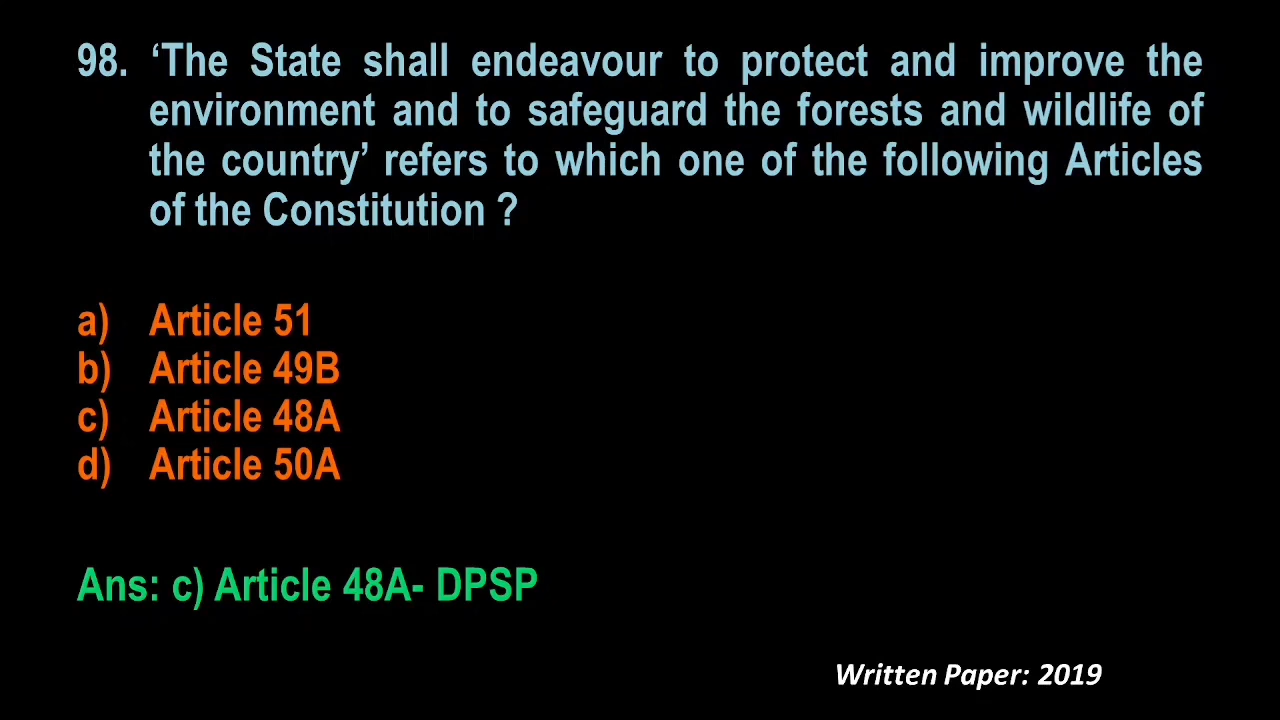 98. ‘The State shall endeavour to protect and improve the
environment and to safeguard the forests and wildlife of
the country’ refers to which one of the following Articles
of the Constitution ?
a) Article 51
b) Article 49B
c) Article 48A
d) Article 50A
Ans: c) Article 48A- DPSP
Written Paper: 2019